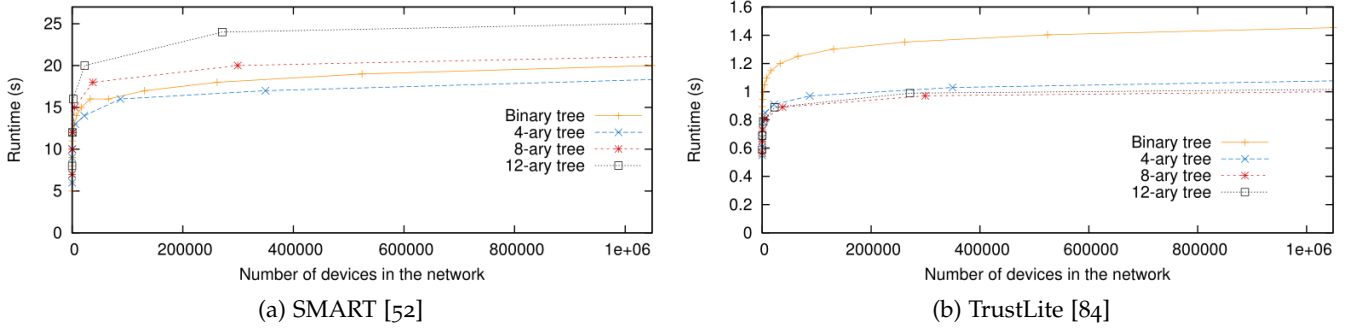 Runtime (s)
25
20
15
10
5
0
Binary tree
4-ary tree
8-ary tree
12-ary tree
0
200000
400000
600000
800000
1e+06
Number of devices in the network
(a) SMART [52]
Runtime (s)
1.6
1.4
1.2
1
0.8
0.6
0.4
0.2
0
Binary tree
4-ary tree
8-ary tree
12-ary tree
0
200000
400000
600000
800000
1e+06
Number of devices in the network
(b) TrustLite [84]